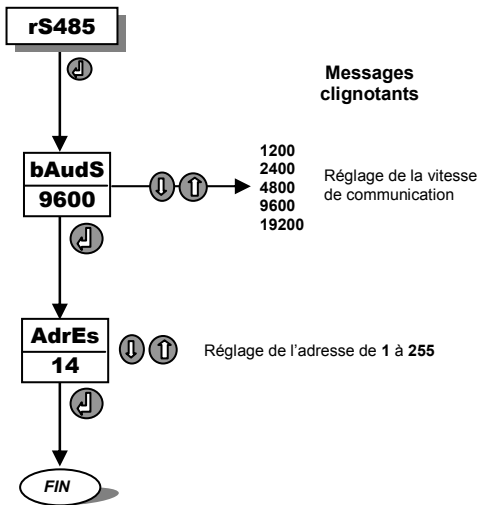 rS485
Messages
clignotants
bAudS
9600
1200
2400
4800
9600
19200
Réglage de la vitesse
de communication
AdrEs
14
Réglage de l'adresse de 1 à 255
FIN